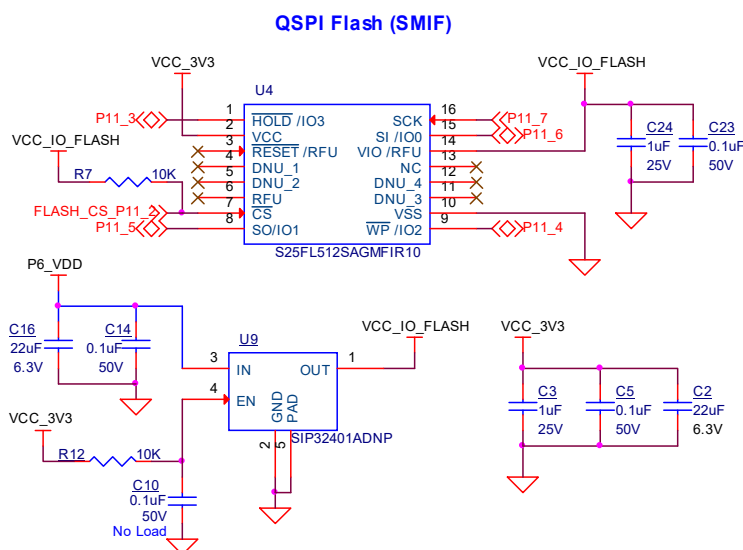 QSPI Flash (SMIF)
VCC_3V3
VCC_IO_FLASH
U4
P11_3
1
HOLD /IO3
SCK
16
P11_7
2
VCC
SI /IO0
15
P11_6
3
RESET /RFU
VIO /RFU
14
4
DNU_1
NC
13
5
DNU_2
DNU_4
12
6
RFU
DNU_3
11
7
CS
VSS
10
8
SO/IO1
WP /IO2
9
P11_4
VCC_IO_FLASH
R7
10K
FLASH_CS_P11_2
P11_5
S25FL512SAGMFIR10
C24
1uF
25V
C23
0.1uF
50V
P6_VDD
C16
22uF
6.3V
C14
0.1uF
50V
U9
3
IN
OUT
1
VCC_IO_FLASH
4
EN
GND
PAD
2
5
SIP32401ADNP
VCC_3V3
R12
10K
C10
0.1uF
50V
No Load
VCC_3V3
C3
1uF
25V
C5
0.1uF
50V
C2
22uF
6.3V